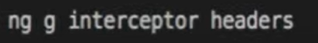 ng g interceptor headers